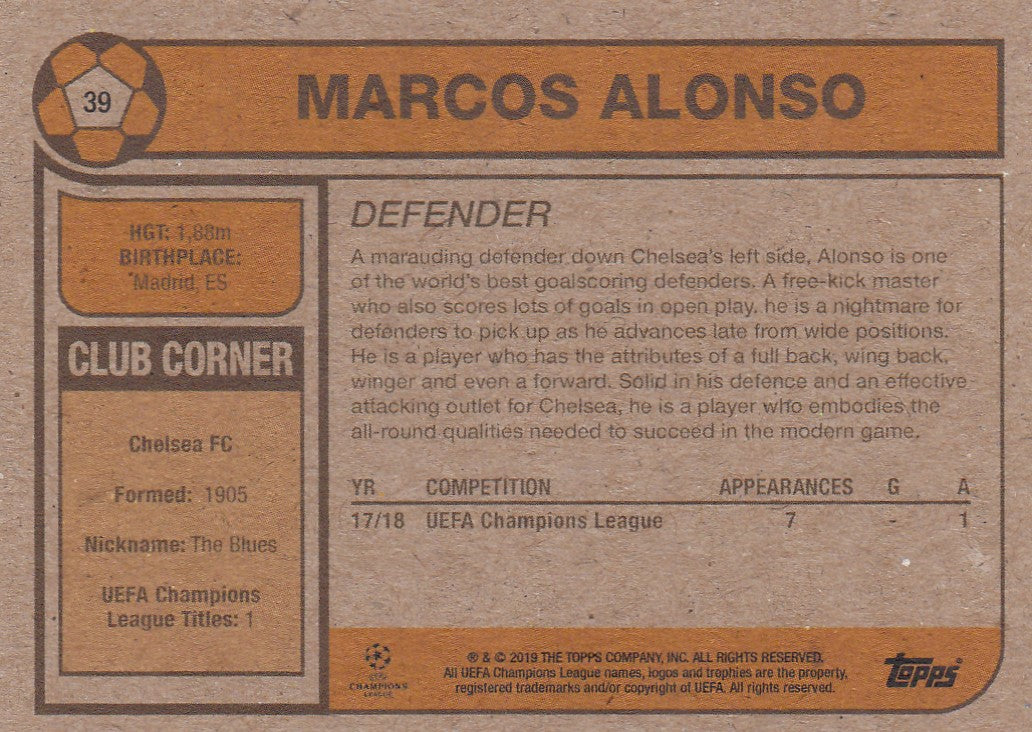 39
MARCOS ALONSO
HGT: 1,88m
BIRTHPLACE:
Madrid, ES
CLUB CORNER
Chelsea FC
Formed: 1905
Nickname: The Blues
UEFA Champions
League Titles: 1
DEFENDER
A marauding defender down Chelsea's left side, Alonso is one
of the world's best goalscoring defenders. A free-kick master
who also scores lots of goals in open play, he is a nightmare for
defenders to pick up as he advances late from wide positions.
He is a player who has the attributes of a full back, wing back,
winger and even a forward. Solid in his defence and an effective
attacking outlet for Chelsea, he is a player who embodies the
all-round qualities needed to succeed in the modern game.
YR COMPETITION APPEARANCES G A
17/18 UEFA Champions League 7 - 1
UEFA
CHAMPIONS
LEAGUE
® & © 2019 THE TOPPS COMPANY, INC. ALL RIGHTS RESERVED.
All UEFA Champions League names, logos and trophies are the property,
registered trademarks and/or copyright of UEFA. All rights reserved.
Topps